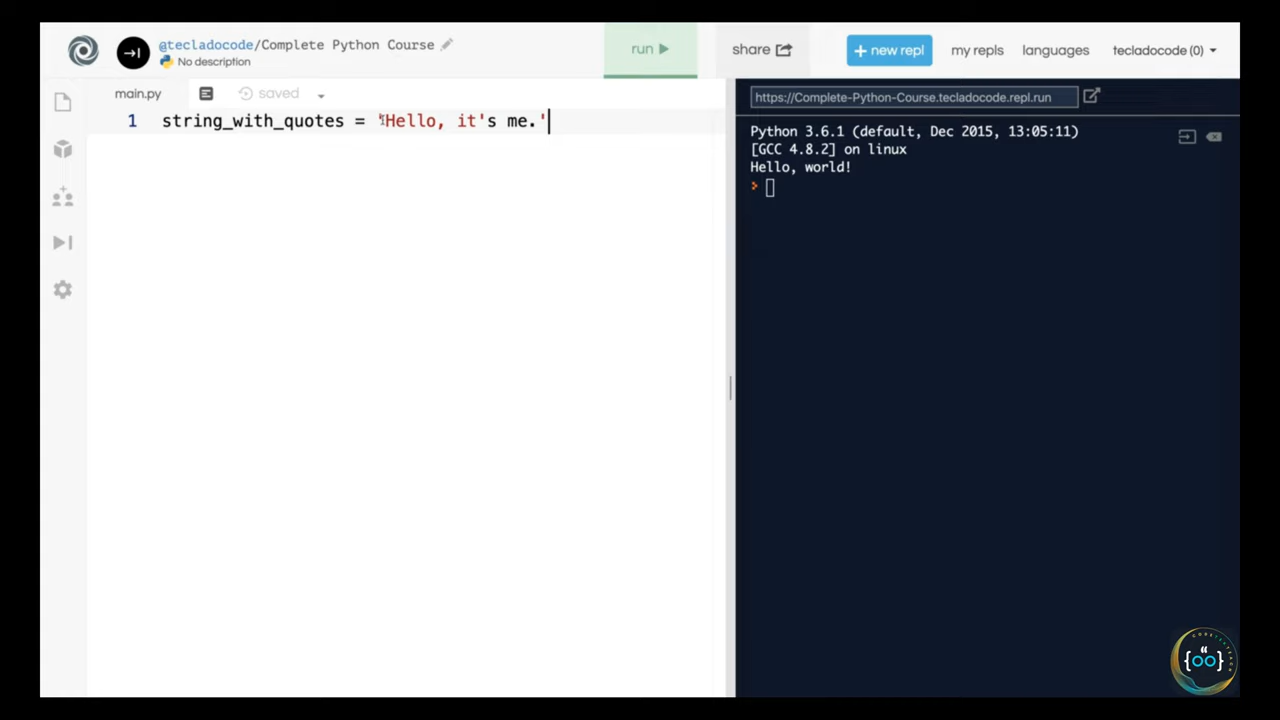 @tecladocode/Complete Python Course
No description
run
share
+ new repl
my repls
languages
tecladocode (0)
main.py
saved
https://Complete-Python-Course.tecladocode.repl.run
1 string_with_quotes = 'Hello, it's me.'
Python 3.6.1 (default, Dec 2015, 13:05:11)
[GCC 4.8.2] on linux
Hello, world!